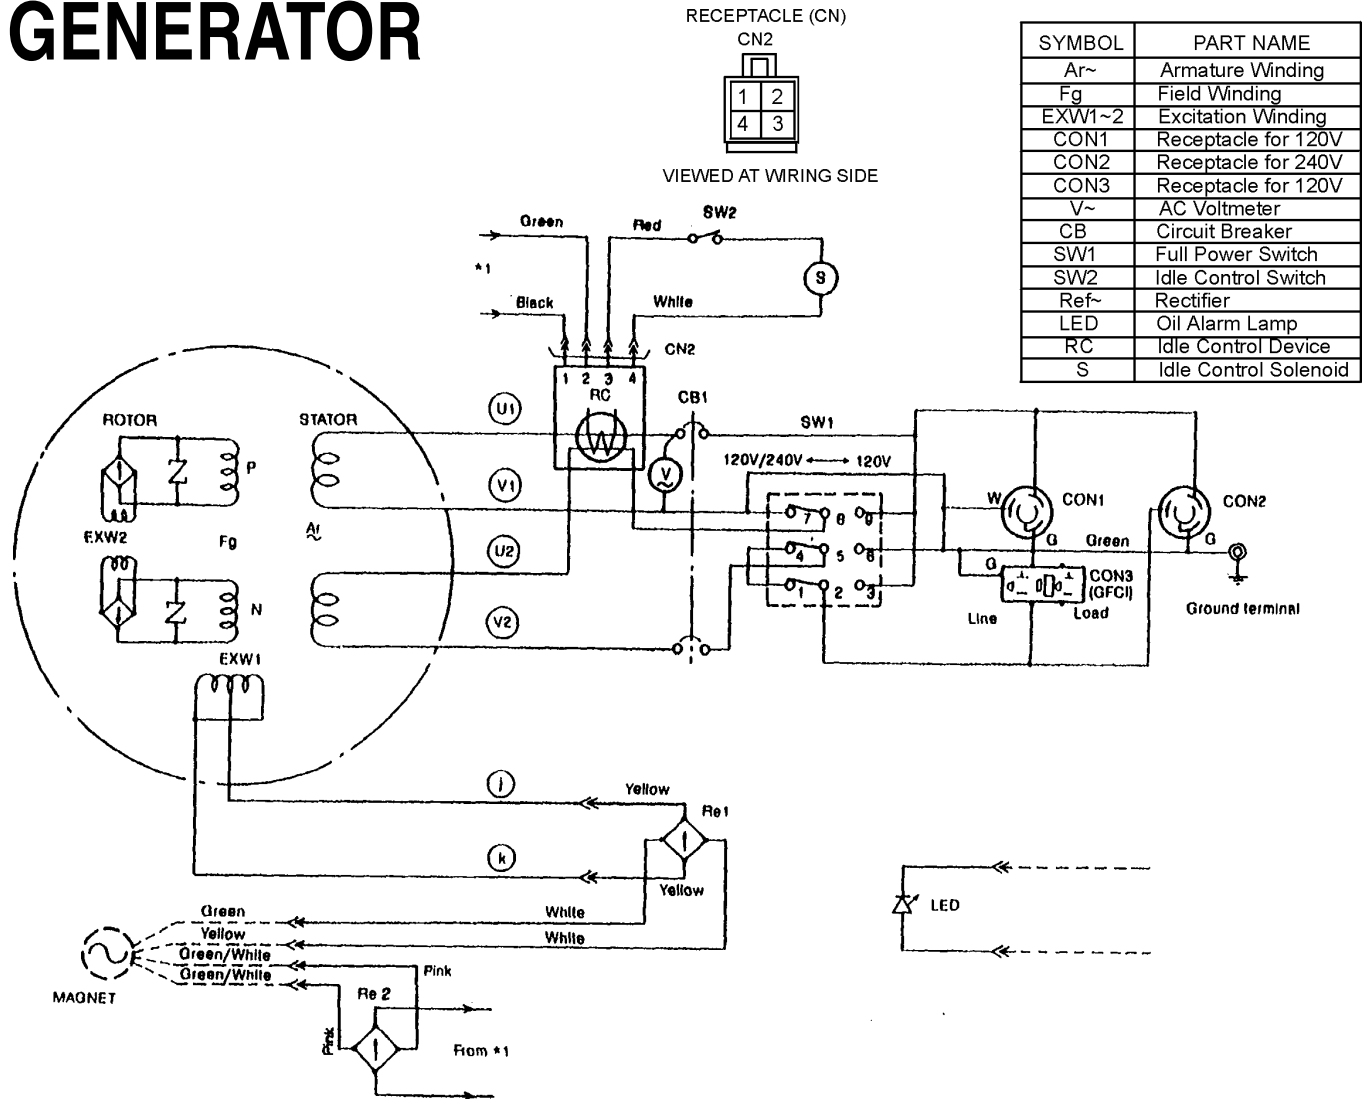 GENERATOR
RECEPTACLE (CN)
CN2
1 2
4 3
VIEWED AT WIRING SIDE
SYMBOL PART NAME
Ar~ Armature Winding
Fg Field Winding
EXW1~2 Excitation Winding
CON1 Receptacle for 120V
CON2 Receptacle for 240V
CON3 Receptacle for 120V
V~ AC Voltmeter
CB Circuit Breaker
SW1 Full Power Switch
SW2 Idle Control Switch
Ref~ Rectifier
LED Oil Alarm Lamp
RC Idle Control Device
S Idle Control Solenoid
Green
Red
SW2
*1
S
Black
White
CN2
1 2 3 4
RC
CB1
U1
SW1
ROTOR
STATOR
120V/240V 120V
P
V
V1
W
CON1
CON2
EXW2
Fg
Ar
~
7 8 9
G
Green
G
U2
4 5 6
G
CON3
(GFCI)
N
1 2 3
Line
Load
Ground terminal
V2
EXW1
j
Yellow
Re1
k
Yellow
Green
White
Yellow
White
Green/White
Green/White
Pink
MAGNET
Re 2
Pink
From *1
LED